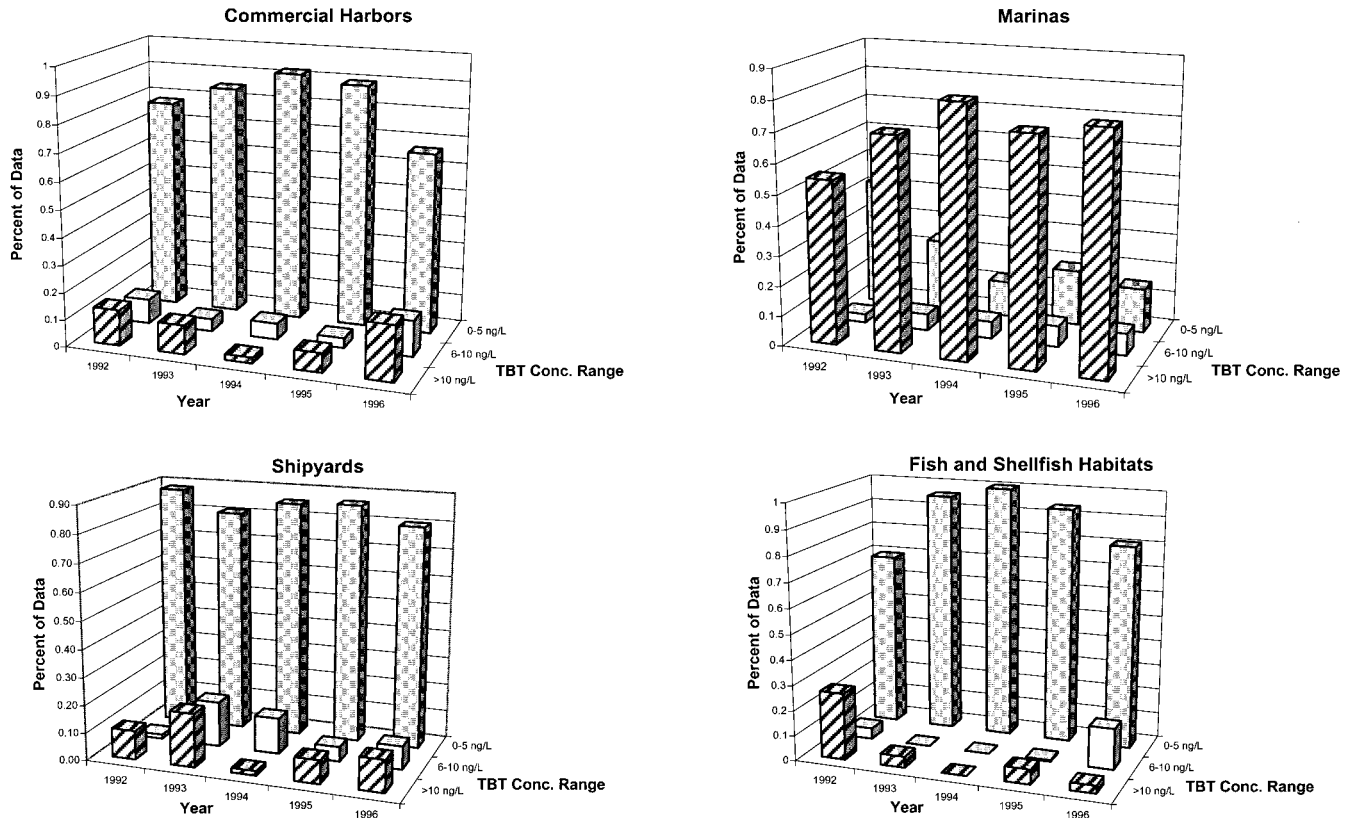 Commercial Harbors
Percent of Data
1
0.9
0.8
0.7
0.6
0.5
0.4
0.3
0.2
0.1
0
1992
1993
1994
1995
1996
Year
0-5 ng/L
6-10 ng/L
>10 ng/L
TBT Conc. Range
Marinas
Percent of Data
0.9
0.8
0.7
0.6
0.5
0.4
0.3
0.2
0.1
0
1992
1993
1994
1995
1996
Year
0-5 ng/L
6-10 ng/L
>10 ng/L
TBT Conc. Range
Shipyards
Percent of Data
0.90
0.80
0.70
0.60
0.50
0.40
0.30
0.20
0.10
0.00
1992
1993
1994
1995
1996
Year
0-5 ng/L
6-10 ng/L
>10 ng/L
TBT Conc. Range
Fish and Shellfish Habitats
Percent of Data
1
0.9
0.8
0.7
0.6
0.5
0.4
0.3
0.2
0.1
0
1992
1993
1994
1995
1996
Year
0-5 ng/L
6-10 ng/L
>10 ng/L
TBT Conc. Range